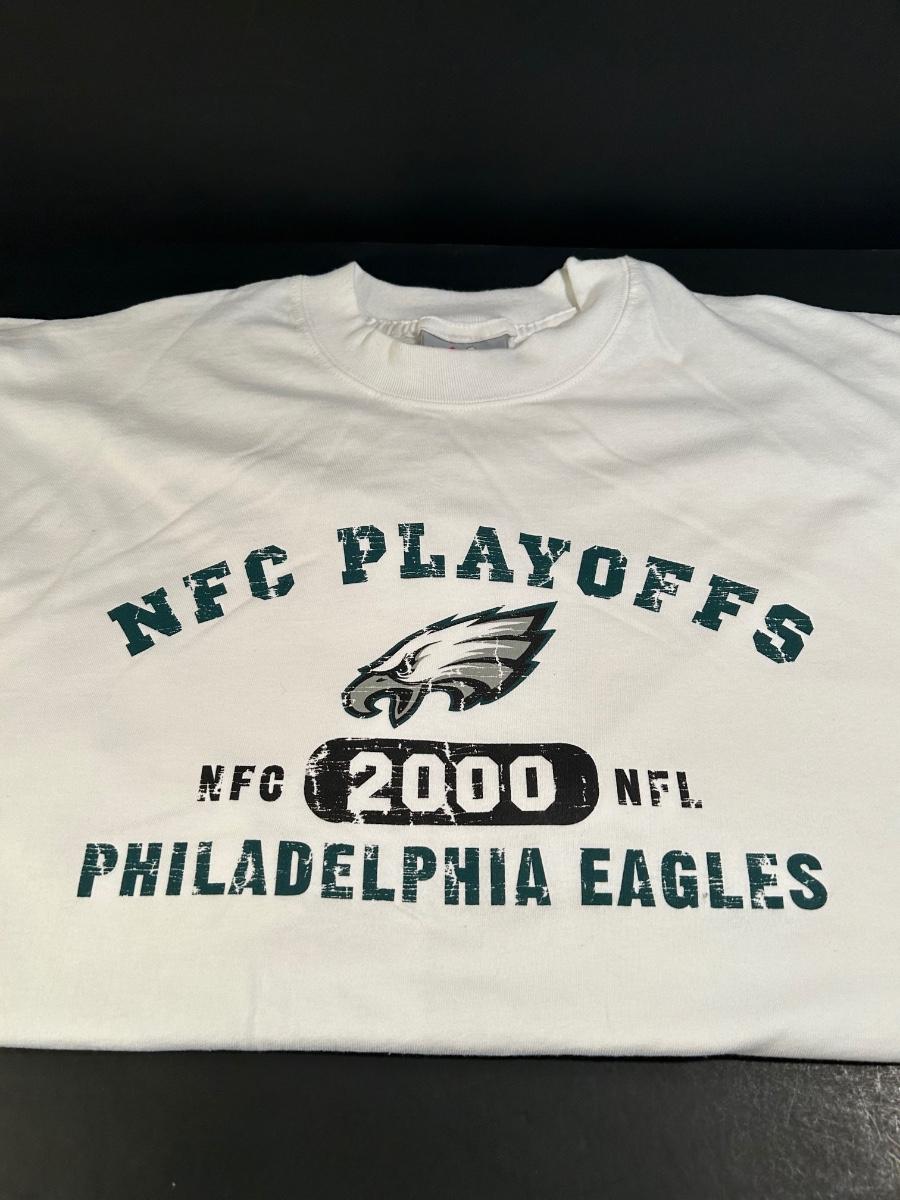 NFC PLAYOFFS
NFC 2000 NFL
PHILADELPHIA EAGLES